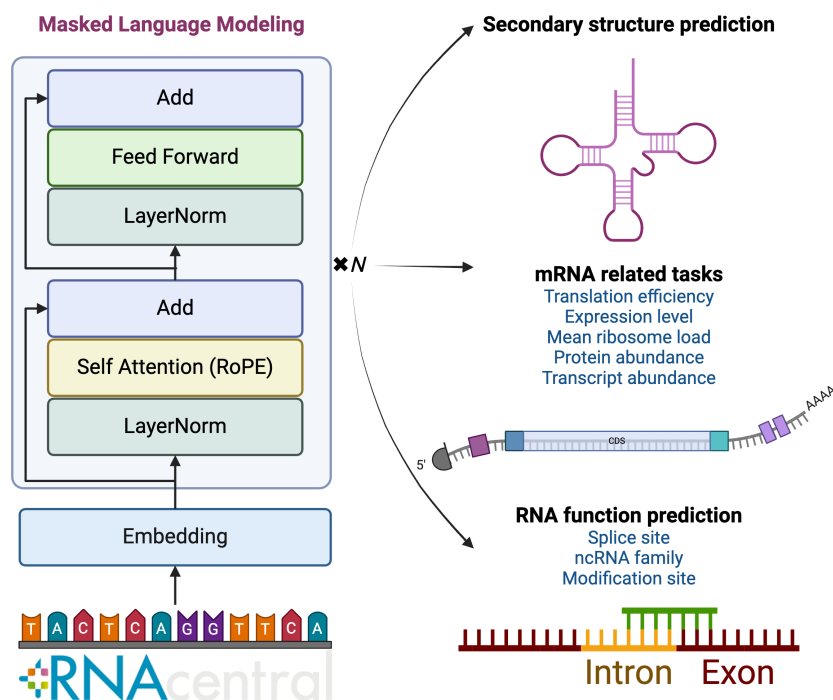 Masked Language Modeling
Add
Feed Forward
LayerNorm
Add
Self Attention (RoPE)
LayerNorm
Embedding
T A C T C A G G T T C A
RNAcentral
✖N
Secondary structure prediction
mRNA related tasks
Translation efficiency
Expression level
Mean ribosome load
Protein abundance
Transcript abundance
5' CDS AAAA
RNA function prediction
Splice site
ncRNA family
Modification site
Intron Exon